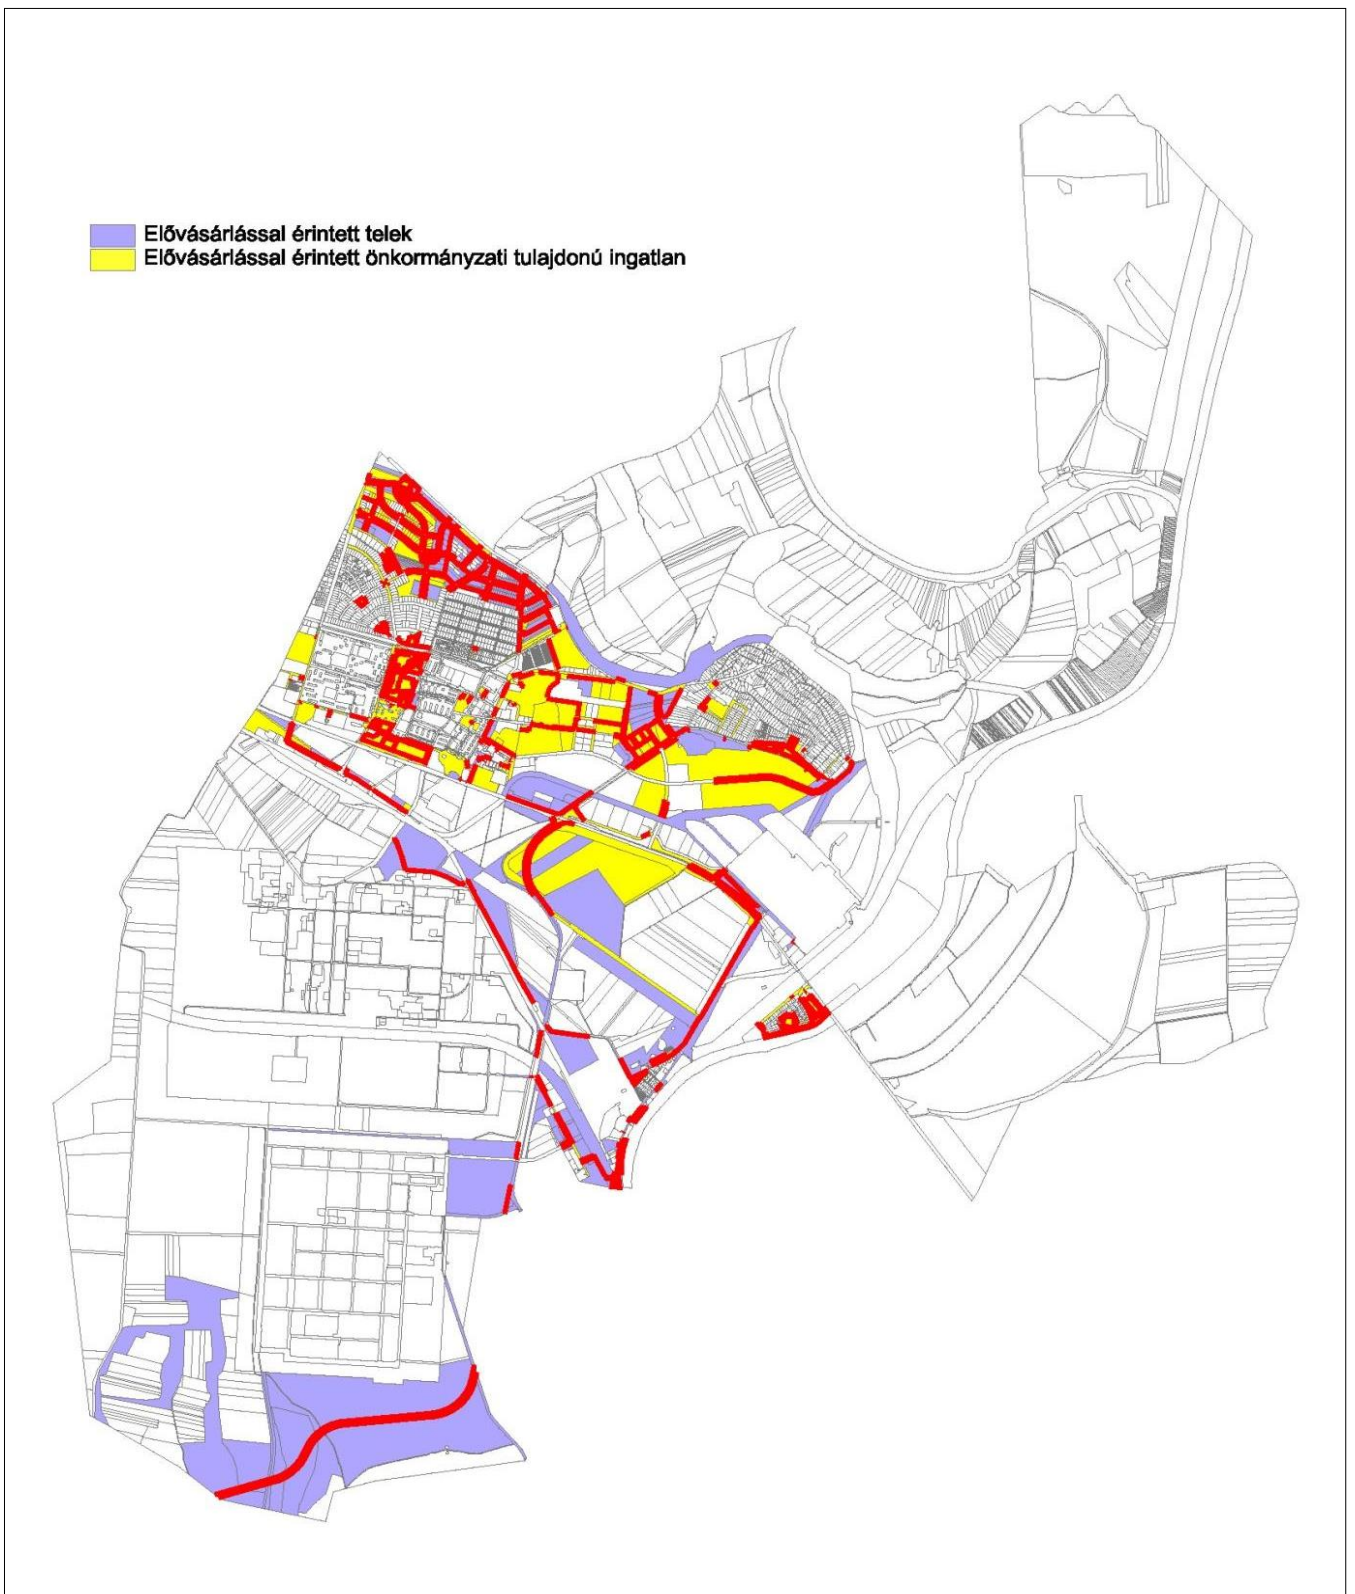 Elővásárlással érintett telek
Elővásárlással érintett önkormányzati tulajdonú ingatlan